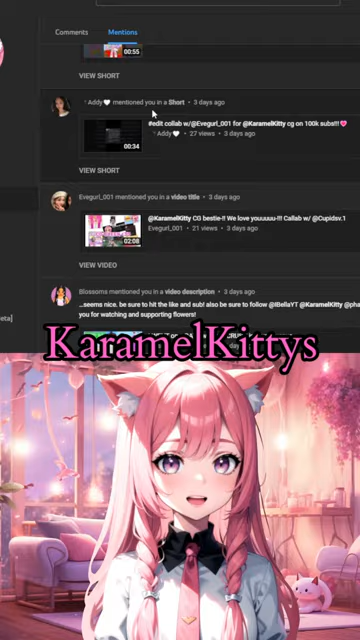 Comments Mentions
00:55
VIEW SHORT
Addy🤍 mentioned you in a Short • 3 days ago
#edit collab w/@Evegurl_001 for @KaramelKitty cg on 100k subs!!!💖
Addy🤍 • 27 views • 3 days ago
00:34
VIEW SHORT
Evegurl_001 mentioned you in a video title • 3 days ago
@KaramelKitty CG bestie-!! We love youuuuu-!!! Callab w/ @Cupidsv.1
Evegurl_001 • 21 views • 3 days ago
02:08
VIEW VIDEO
Blossoms mentioned you in a video description • 3 days ago
...seems nice. be sure to hit the like and sub! also be sure to follow @IBellaYT @KaramelKitty @pha
you for watching and supporting flowers!
eta]
KaramelKittys